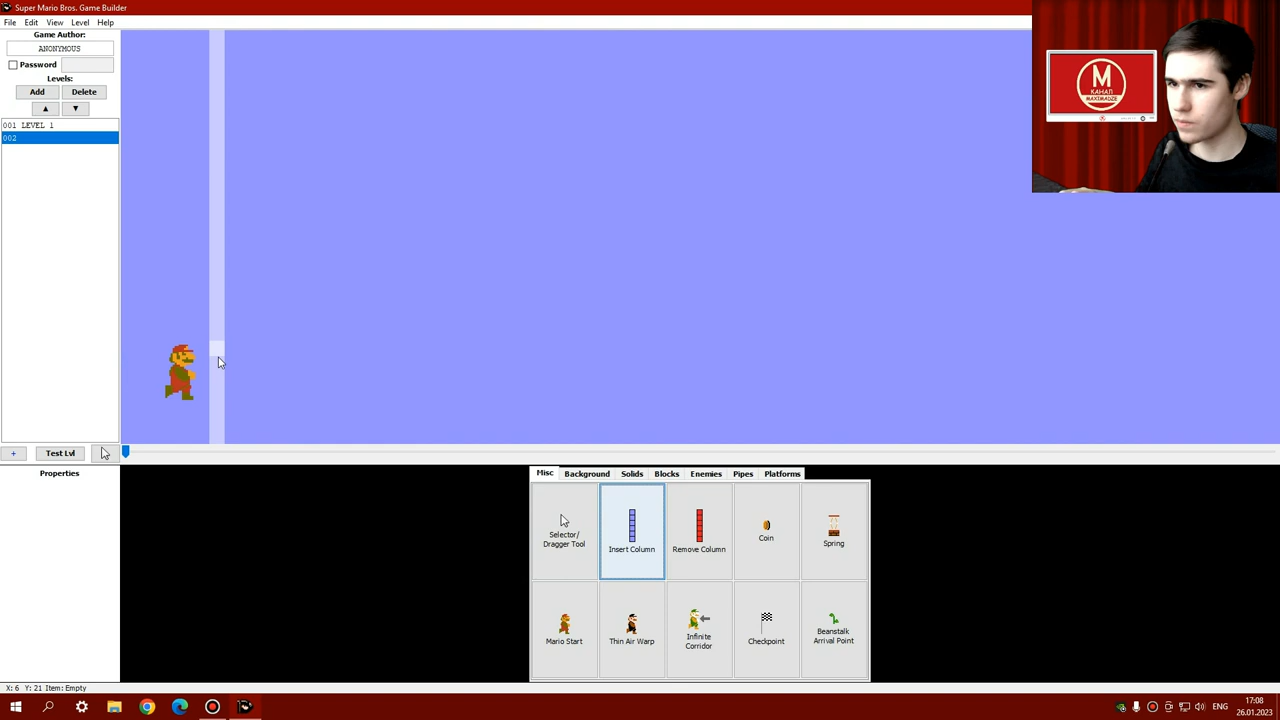 Super Mario Bros. Game Builder
File Edit View Level Help
Game Author:
ANONYMOUS
Password
Levels:
Add Delete
▲ ▼
001 LEVEL 1
002
M
КАНАЛ
MAXIMADZE
+ Test Lvl
Properties
Misc Background Solids Blocks Enemies Pipes Platforms
Selector/
Dragger Tool
Insert Column
Remove Column
Coin
Spring
Mario Start
Thin Air Warp
Infinite
Corridor
Checkpoint
Beanstalk
Arrival Point
X: 6 Y: 21 Item: Empty
ENG
17:08
26.01.2023